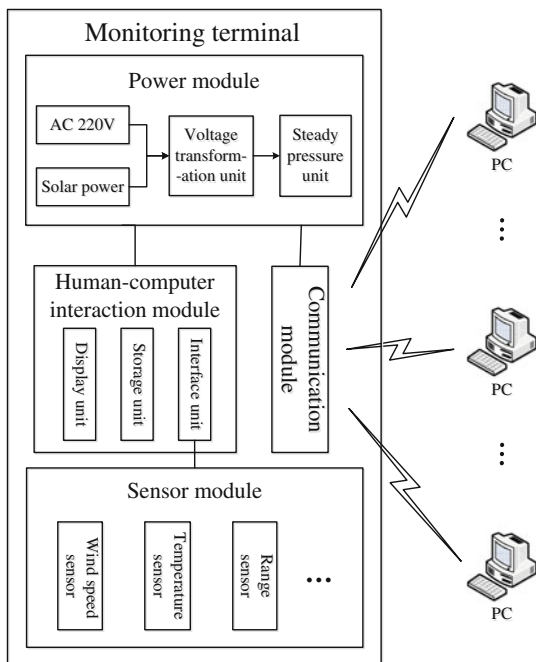 Monitoring terminal
Power module
AC 220V
Solar power
Voltage
transform-
-ation unit
Steady
pressure
unit
Human-computer
interaction module
Display unit
Storage unit
Interface unit
Communication
module
Sensor module
Wind speed
sensor
Temperature
sensor
Range
sensor
...
PC
...
PC
...
PC